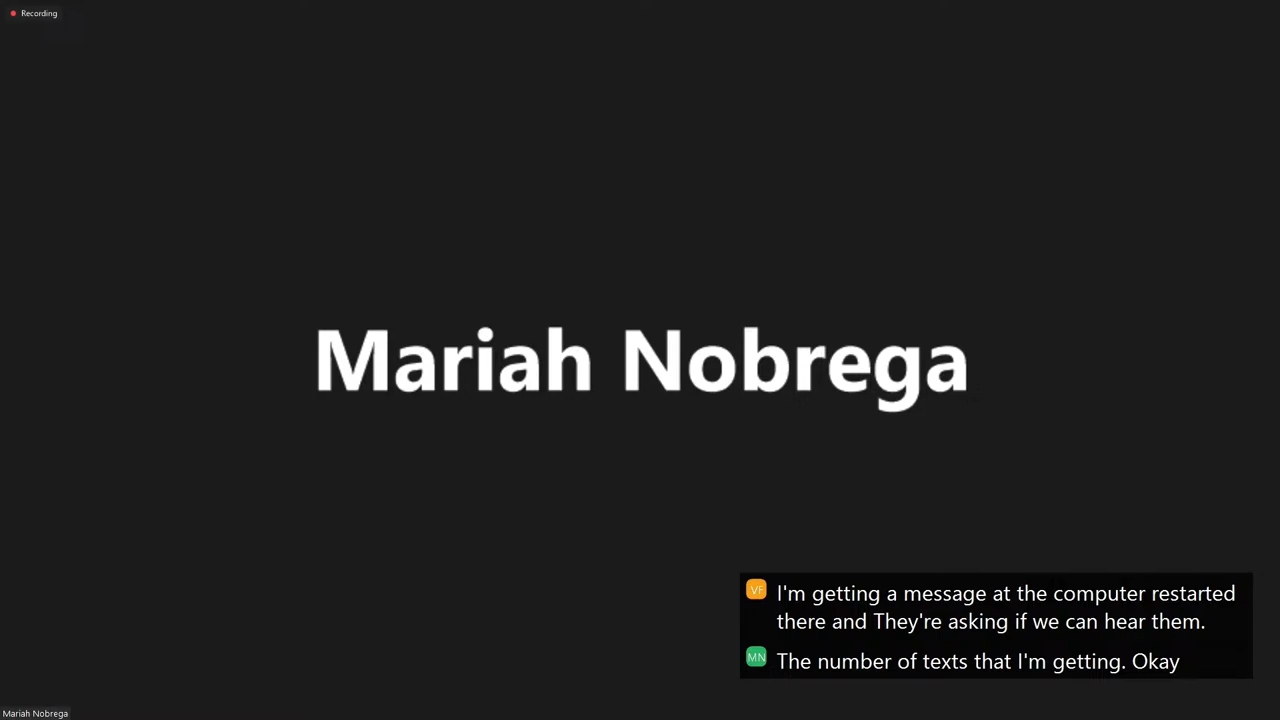 Recording
Mariah Nobrega
VF I'm getting a message at the computer restarted
there and They're asking if we can hear them.
MN The number of texts that I'm getting. Okay
Mariah Nobrega